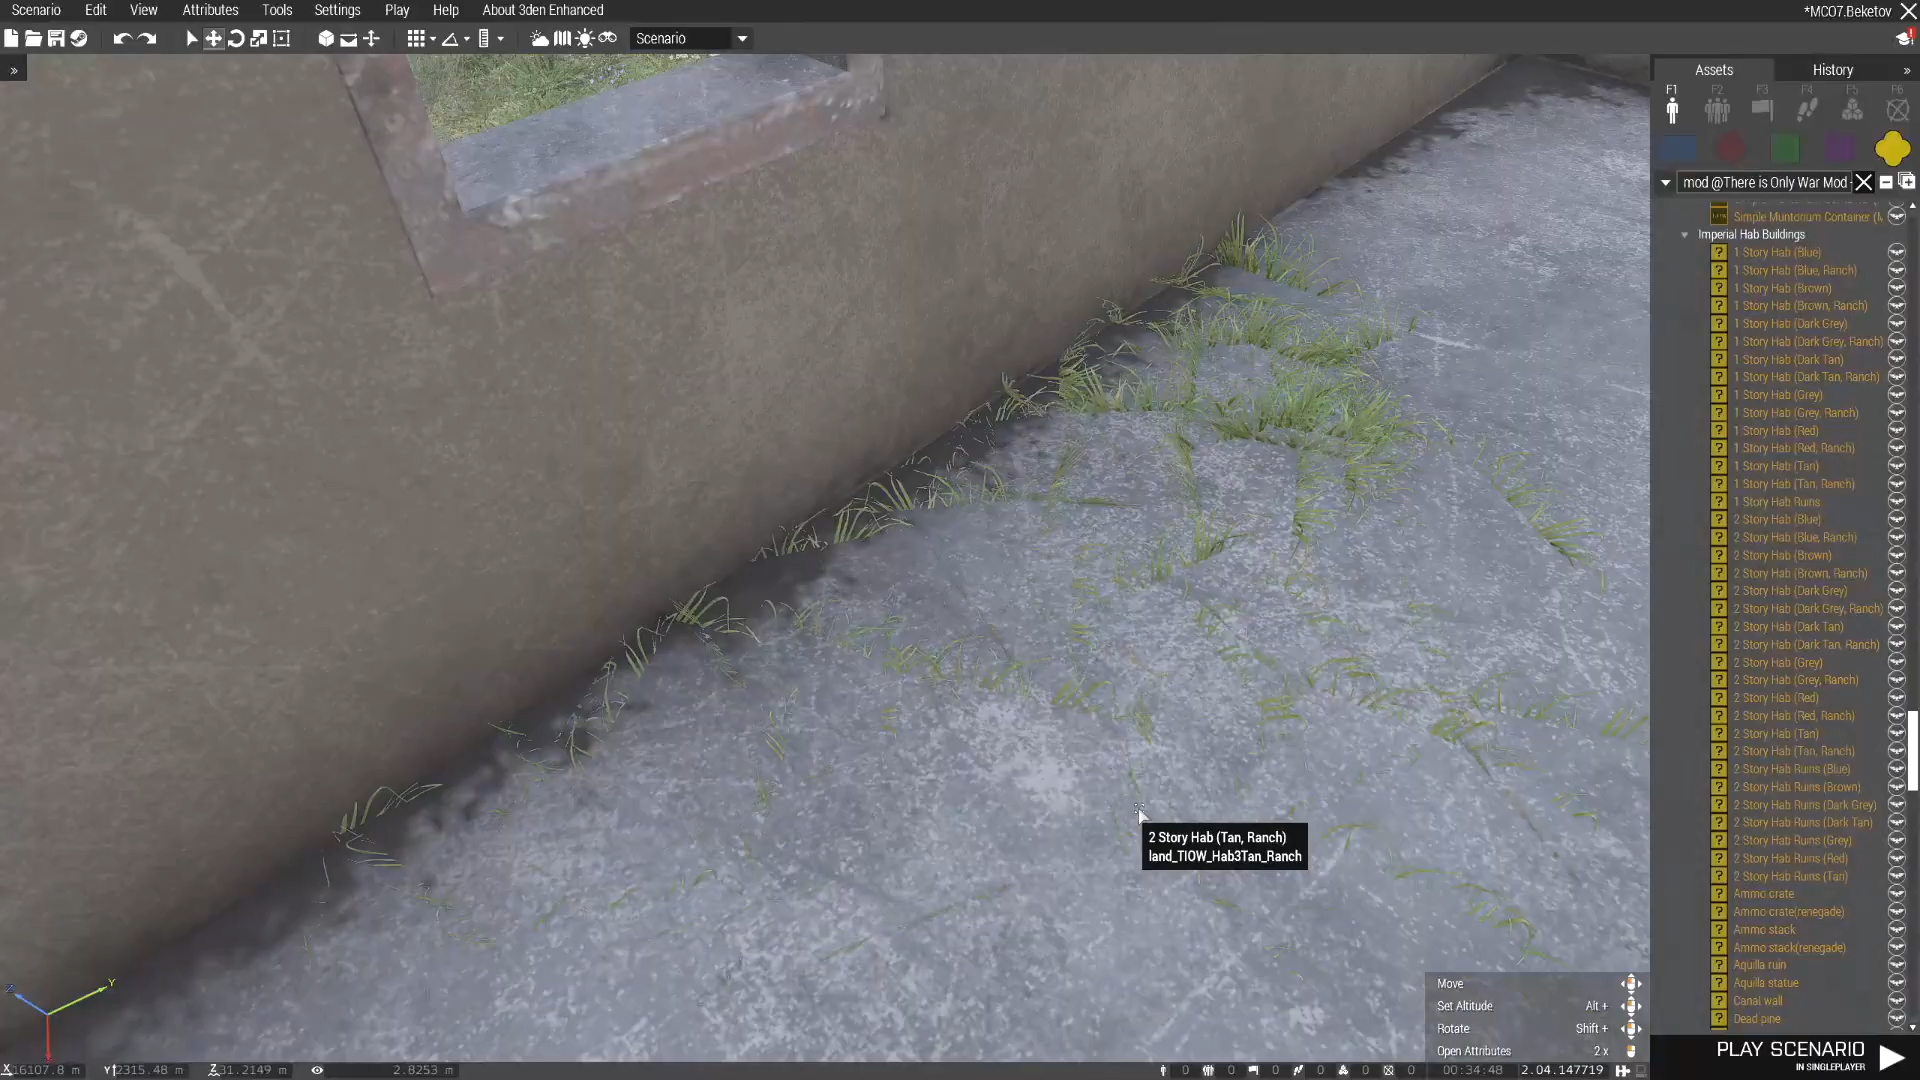 Scenario Edit View Attributes Tools Settings Play Help About 3den Enhanced
*MC07.Beketov
Scenario
Assets History
F1 F2 F3 F4 F5 F6
mod @There is Only War Mod -
Simple Muntorium Container (M
Imperial Hab Buildings
1 Story Hab (Blue)
1 Story Hab (Blue, Ranch)
1 Story Hab (Brown)
1 Story Hab (Brown, Ranch)
1 Story Hab (Dark Grey)
1 Story Hab (Dark Grey, Ranch)
1 Story Hab (Dark Tan)
1 Story Hab (Dark Tan, Ranch)
1 Story Hab (Grey)
1 Story Hab (Grey, Ranch)
1 Story Hab (Red)
1 Story Hab (Red, Ranch)
1 Story Hab (Tan)
1 Story Hab (Tan, Ranch)
1 Story Hab Ruins
2 Story Hab (Blue)
2 Story Hab (Blue, Ranch)
2 Story Hab (Brown)
2 Story Hab (Brown, Ranch)
2 Story Hab (Dark Grey)
2 Story Hab (Dark Grey, Ranch)
2 Story Hab (Dark Tan)
2 Story Hab (Dark Tan, Ranch)
2 Story Hab (Grey)
2 Story Hab (Grey, Ranch)
2 Story Hab (Red)
2 Story Hab (Red, Ranch)
2 Story Hab (Tan)
2 Story Hab (Tan, Ranch)
2 Story Hab Ruins (Blue)
2 Story Hab Ruins (Brown)
2 Story Hab Ruins (Dark Grey)
2 Story Hab Ruins (Dark Tan)
2 Story Hab Ruins (Grey)
2 Story Hab Ruins (Red)
2 Story Hab Ruins (Tan)
Ammo crate
Ammo crate(renegade)
Ammo stack
Ammo stack(renegade)
Aquilla ruin
Aquilla statue
Canal wall
Dead pine
2 Story Hab (Tan, Ranch)
land_TIOW_Hab3Tan_Ranch
Z Y
Move
Set Altitude Alt +
Rotate Shift +
Open Attributes 2 x
X 16107.8 m Y 2315.48 m Z 31.2149 m 2.8253 m 0 0 0 0 0 0 00:34:48 2.04.147719
PLAY SCENARIO
IN SINGLEPLAYER